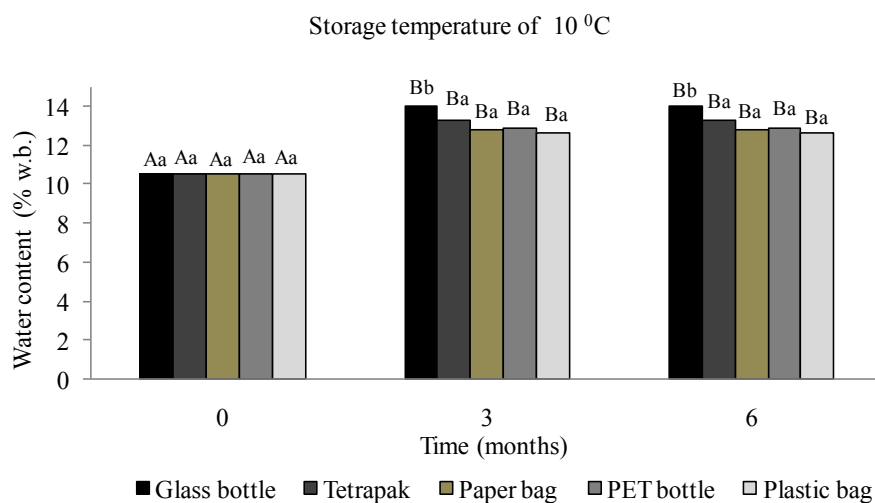 Storage temperature of 10 ⁰C
Water content (% w.b.)
14
12
10
8
6
4
2
0
Aa Aa Aa Aa Aa
Bb Ba Ba Ba Ba
Bb Ba Ba Ba Ba
0 3 6
Time (months)
Glass bottle Tetrapak Paper bag PET bottle Plastic bag